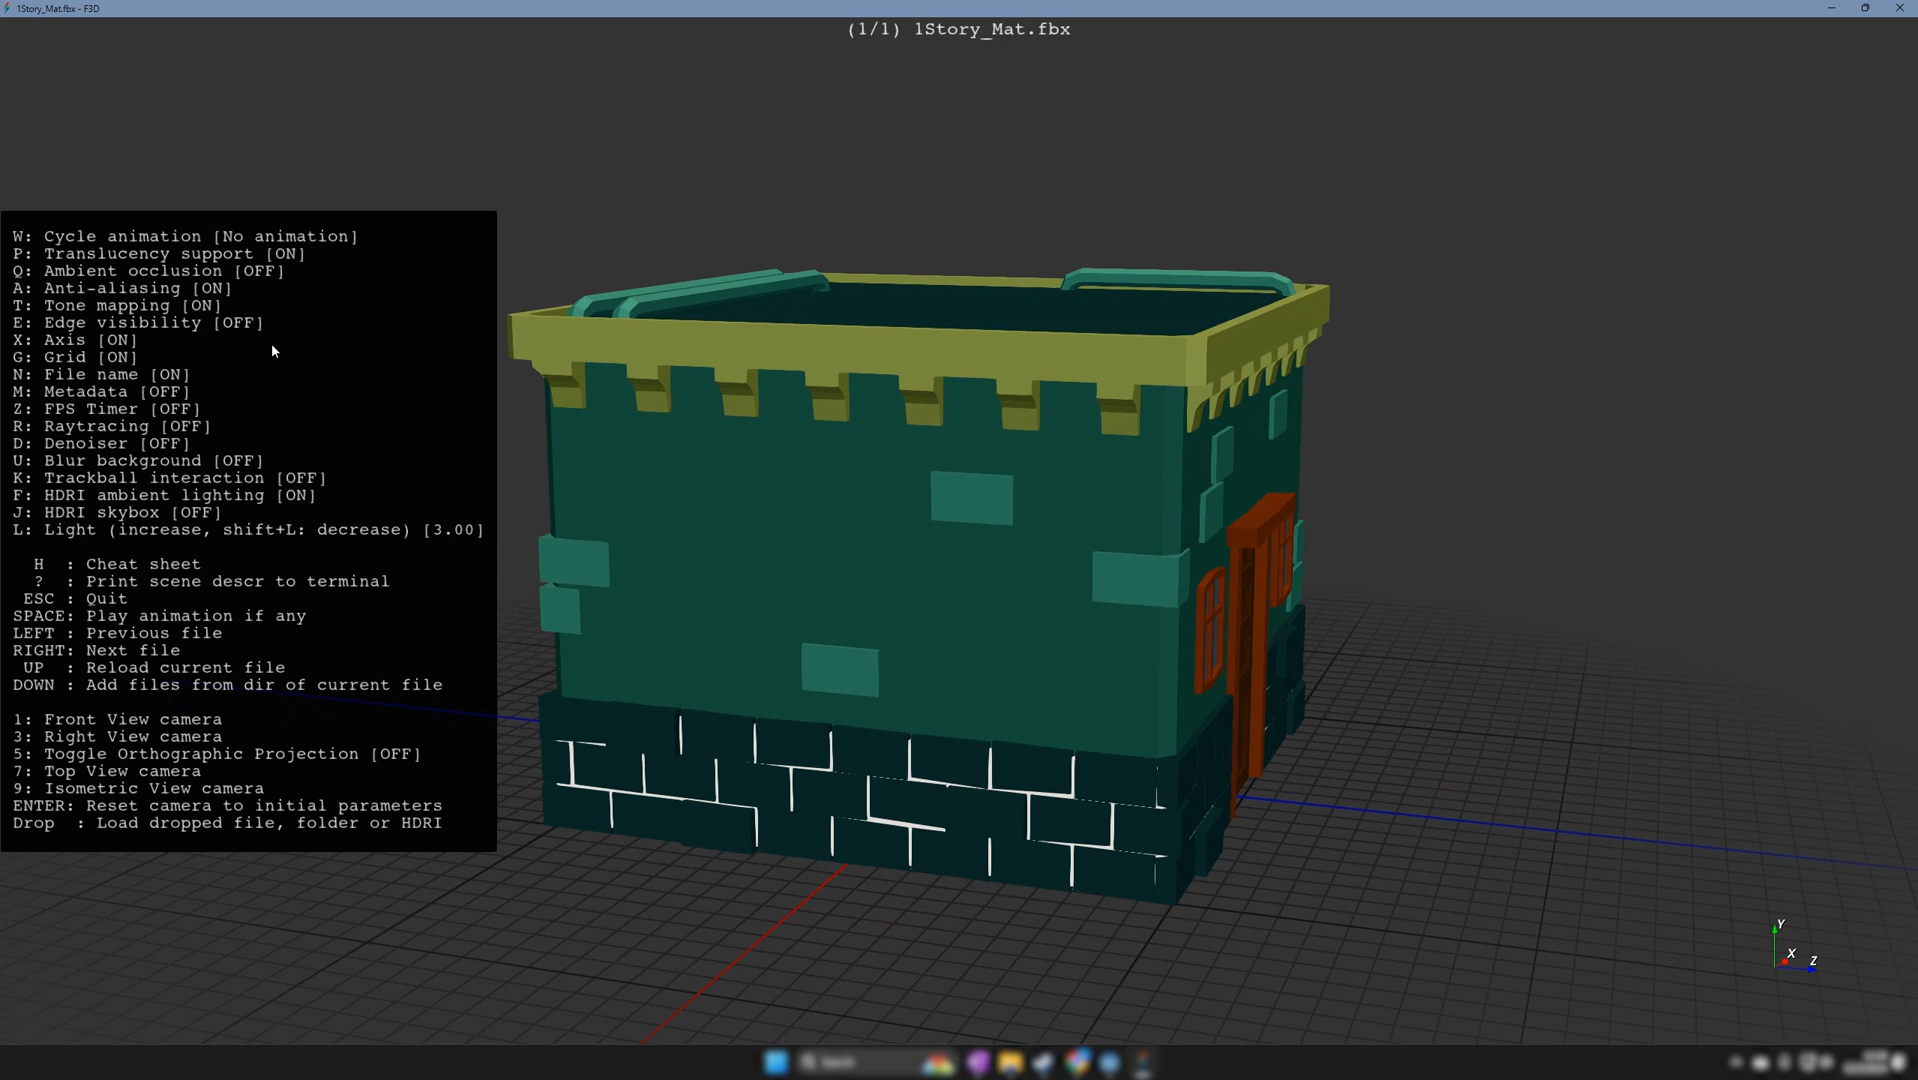 1Story_Mat.fbx - F3D
(1/1) 1Story_Mat.fbx
W: Cycle animation [No animation]
P: Translucency support [ON]
Q: Ambient occlusion [OFF]
A: Anti-aliasing [ON]
T: Tone mapping [ON]
E: Edge visibility [OFF]
X: Axis [ON]
G: Grid [ON]
N: File name [ON]
M: Metadata [OFF]
Z: FPS Timer [OFF]
R: Raytracing [OFF]
D: Denoiser [OFF]
U: Blur background [OFF]
K: Trackball interaction [OFF]
F: HDRI ambient lighting [ON]
J: HDRI skybox [OFF]
L: Light (increase, shift+L: decrease) [3.00]
H : Cheat sheet
? : Print scene descr to terminal
ESC : Quit
SPACE: Play animation if any
LEFT : Previous file
RIGHT: Next file
UP : Reload current file
DOWN : Add files from dir of current file
1: Front View camera
3: Right View camera
5: Toggle Orthographic Projection [OFF]
7: Top View camera
9: Isometric View camera
ENTER: Reset camera to initial parameters
Drop : Load dropped file, folder or HDRI
Y
X
Z